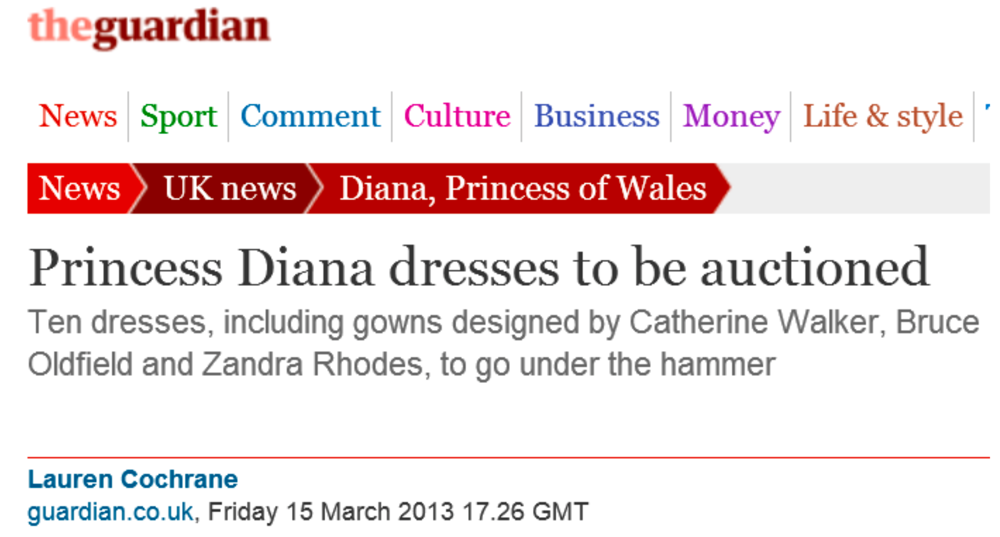 theguardian
News Sport Comment Culture Business Money Life & style
News UK news Diana, Princess of Wales
Princess Diana dresses to be auctioned
Ten dresses, including gowns designed by Catherine Walker, Bruce
Oldfield and Zandra Rhodes, to go under the hammer
Lauren Cochrane
guardian.co.uk, Friday 15 March 2013 17.26 GMT